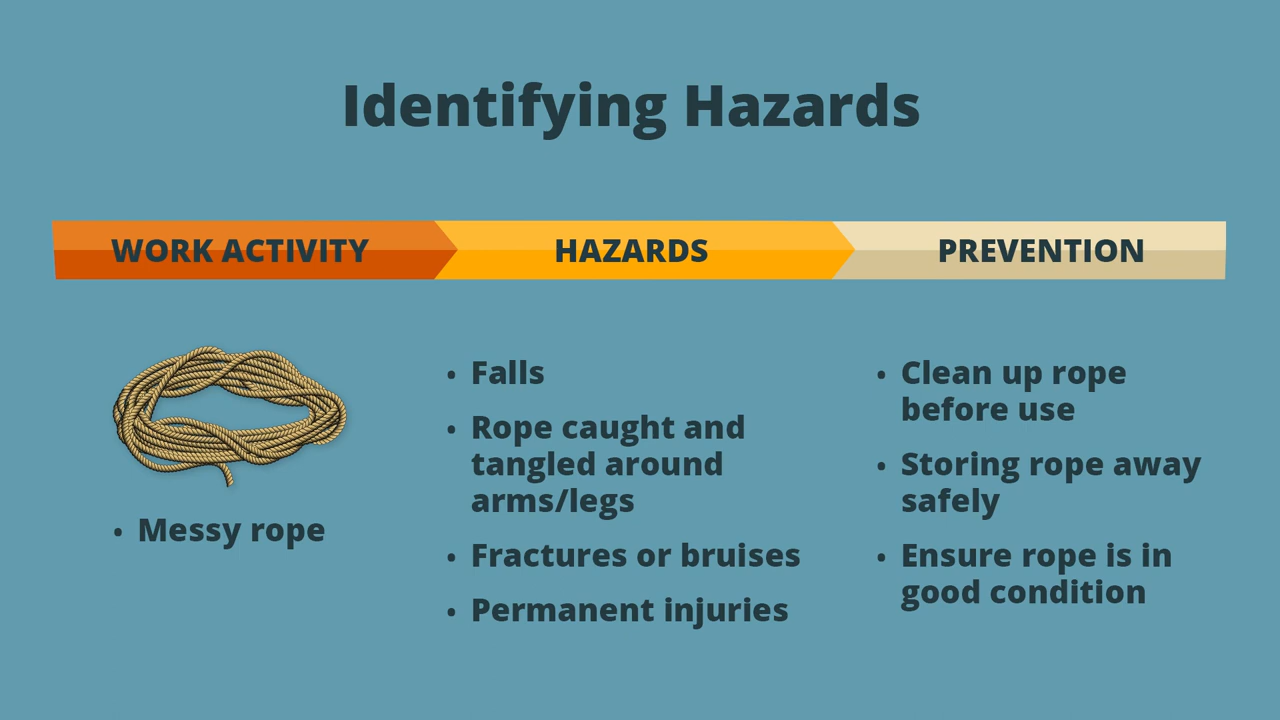 Identifying Hazards
WORK ACTIVITY
HAZARDS
PREVENTION
• Messy rope
• Falls
• Rope caught and
tangled around
arms/legs
• Fractures or bruises
• Permanent injuries
• Clean up rope
before use
• Storing rope away
safely
• Ensure rope is in
good condition